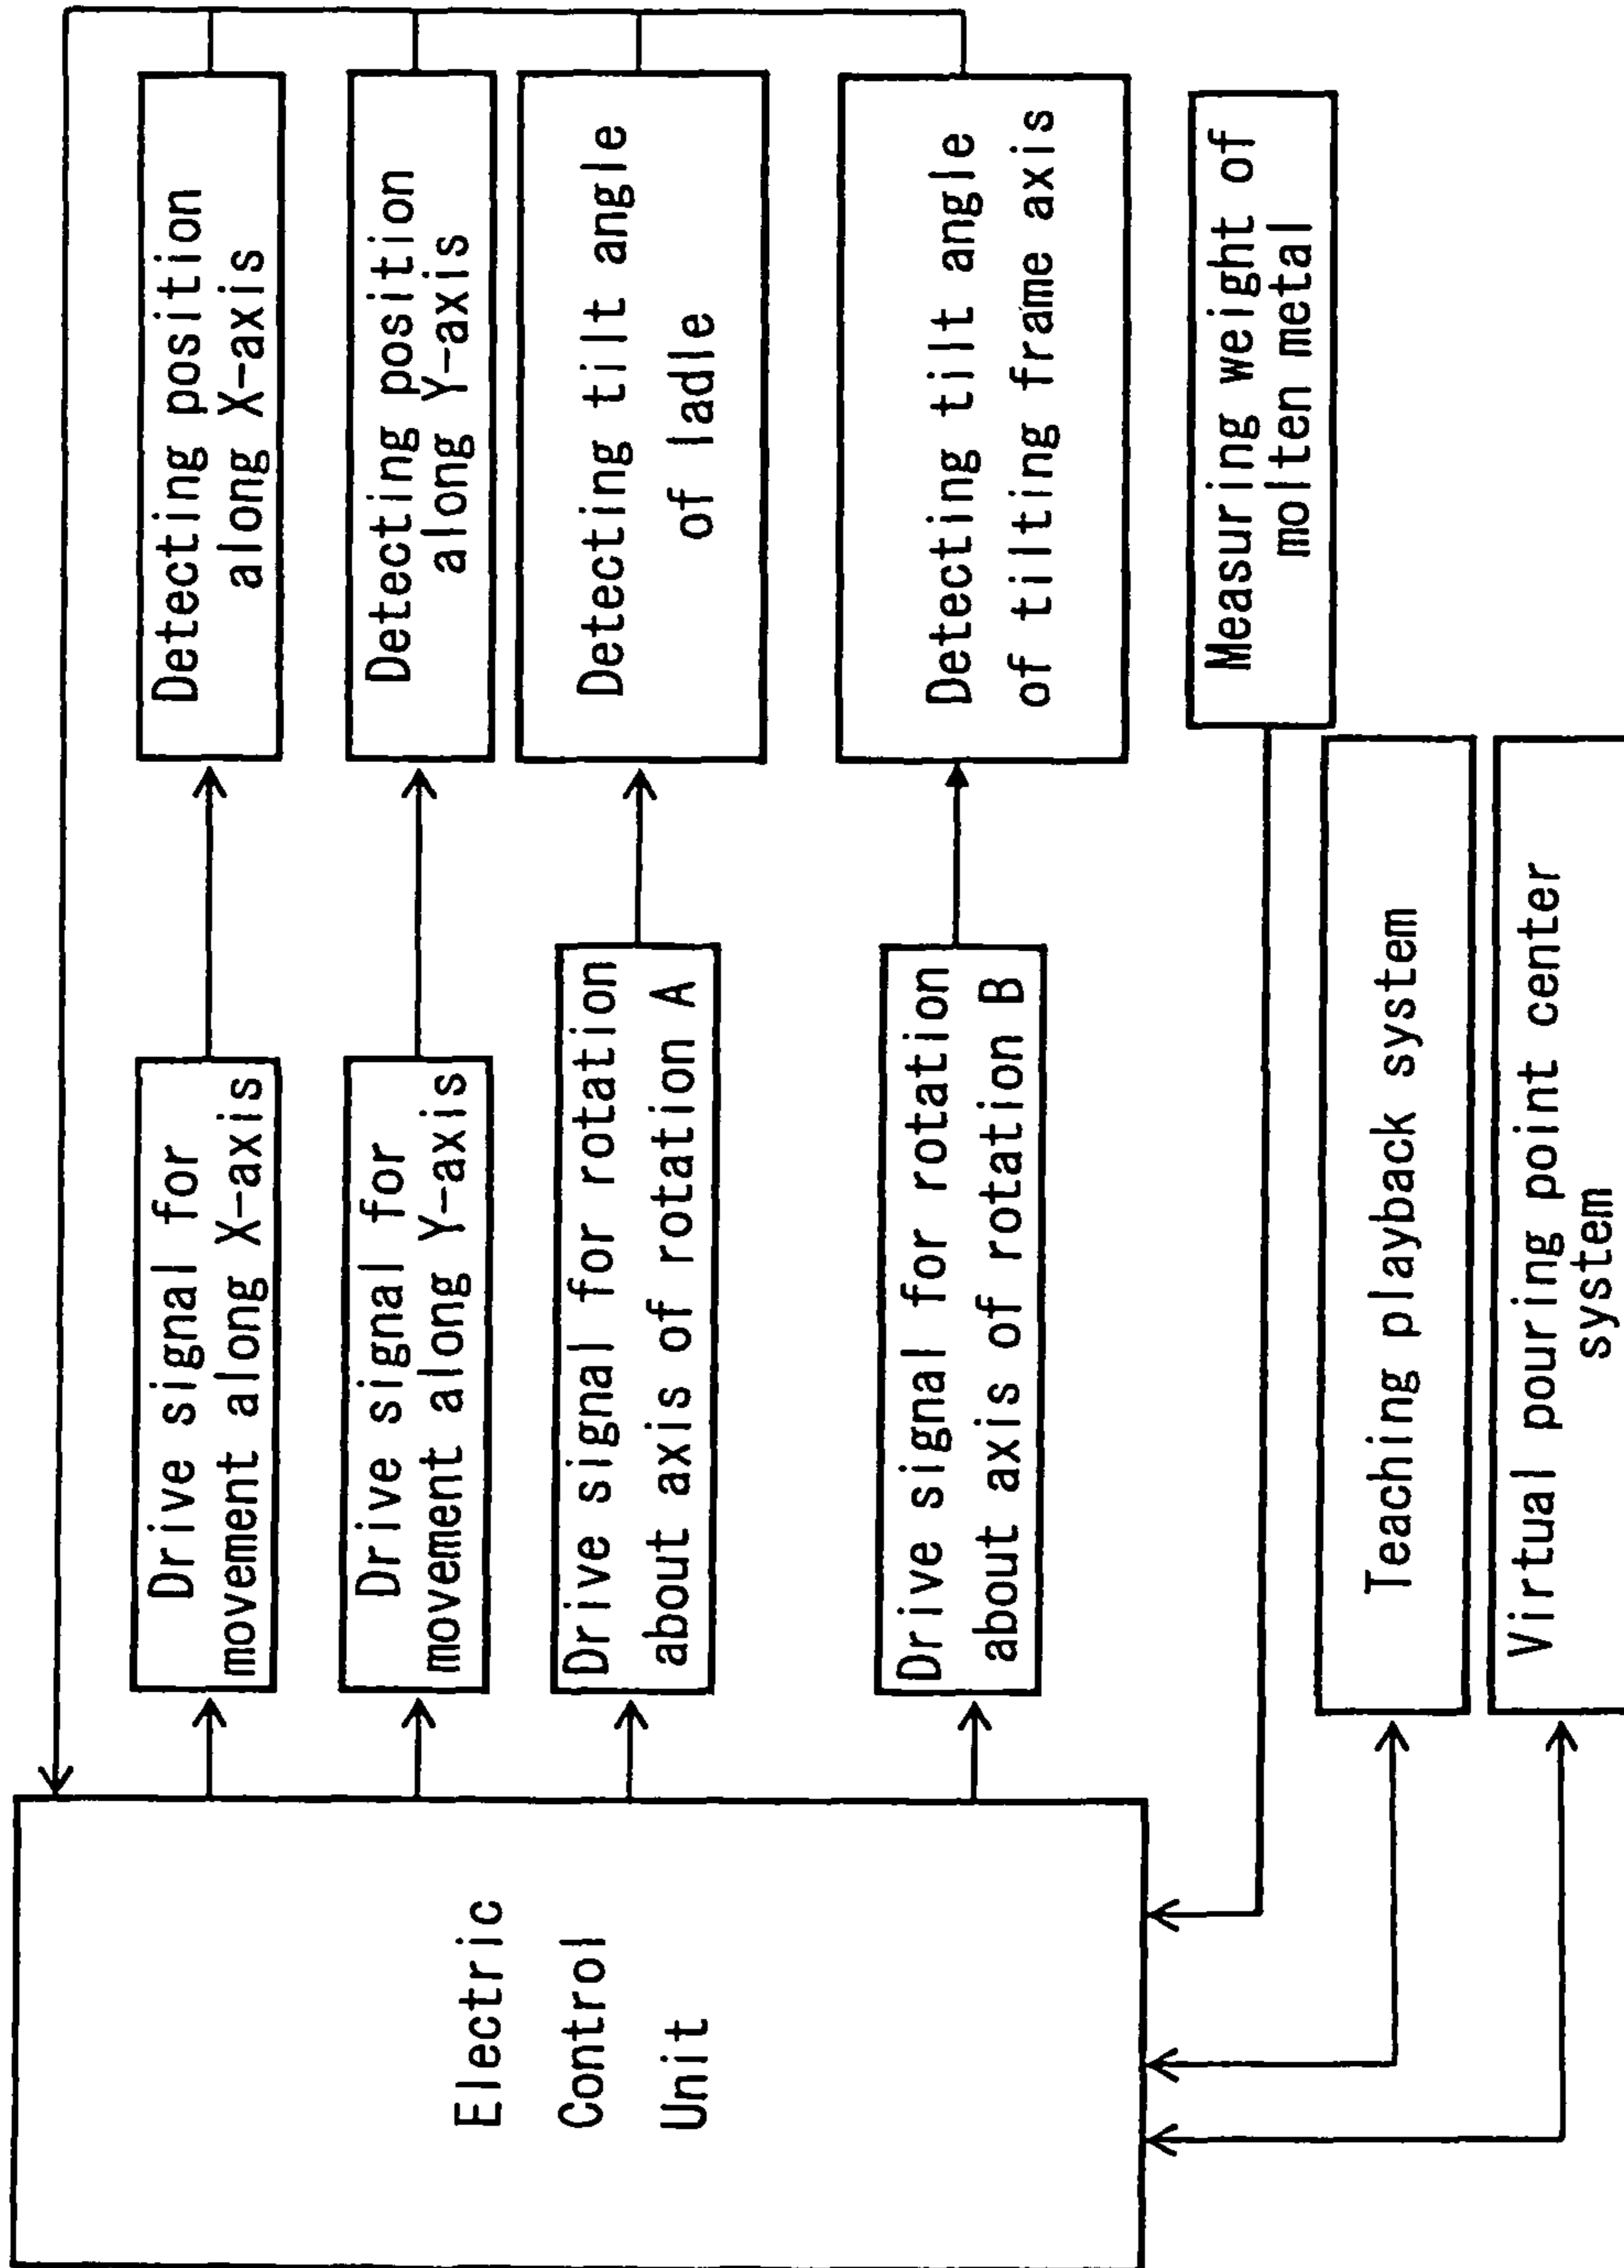 Electric
Control
Unit
Drive signal for
movement along X-axis
Detecting position
along X-axis
Drive signal for
movement along Y-axis
Detecting position
along Y-axis
Drive signal for rotation
about axis of rotation A
Detecting tilt angle
of ladle
Drive signal for rotation
about axis of rotation B
Detecting tilt angle
of tilting frame axis
Measuring weight of
molten metal
Teaching playback system
Virtual pouring point center
system